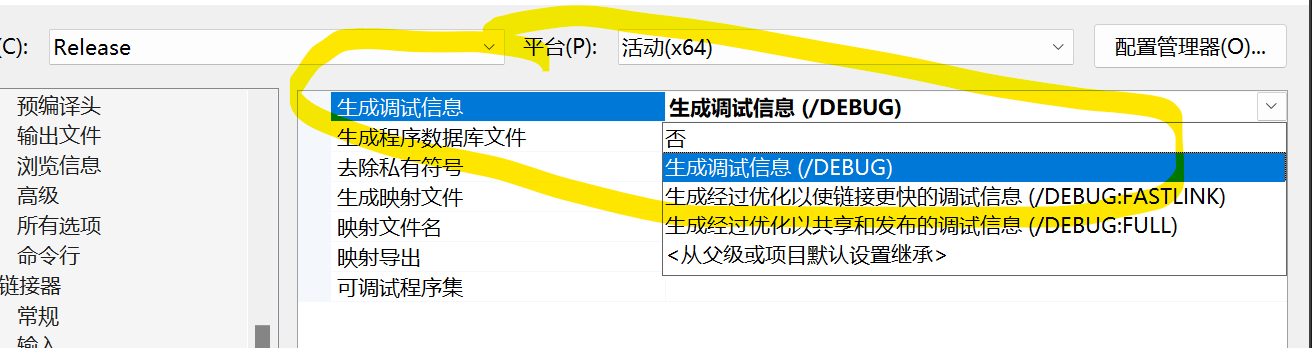 (C): Release 平台(P): 活动(x64) 配置管理器(O)...
预编译头
输出文件
浏览信息
高级
所有选项
命令行
链接器
常规
输入
生成调试信息 生成调试信息 (/DEBUG)
生成程序数据库文件
去除私有符号
生成映射文件
映射文件名
映射导出
可调试程序集
否
生成调试信息 (/DEBUG)
生成经过优化以使链接更快的调试信息 (/DEBUG:FASTLINK)
生成经过优化以共享和发布的调试信息 (/DEBUG:FULL)
<从父级或项目默认设置继承>